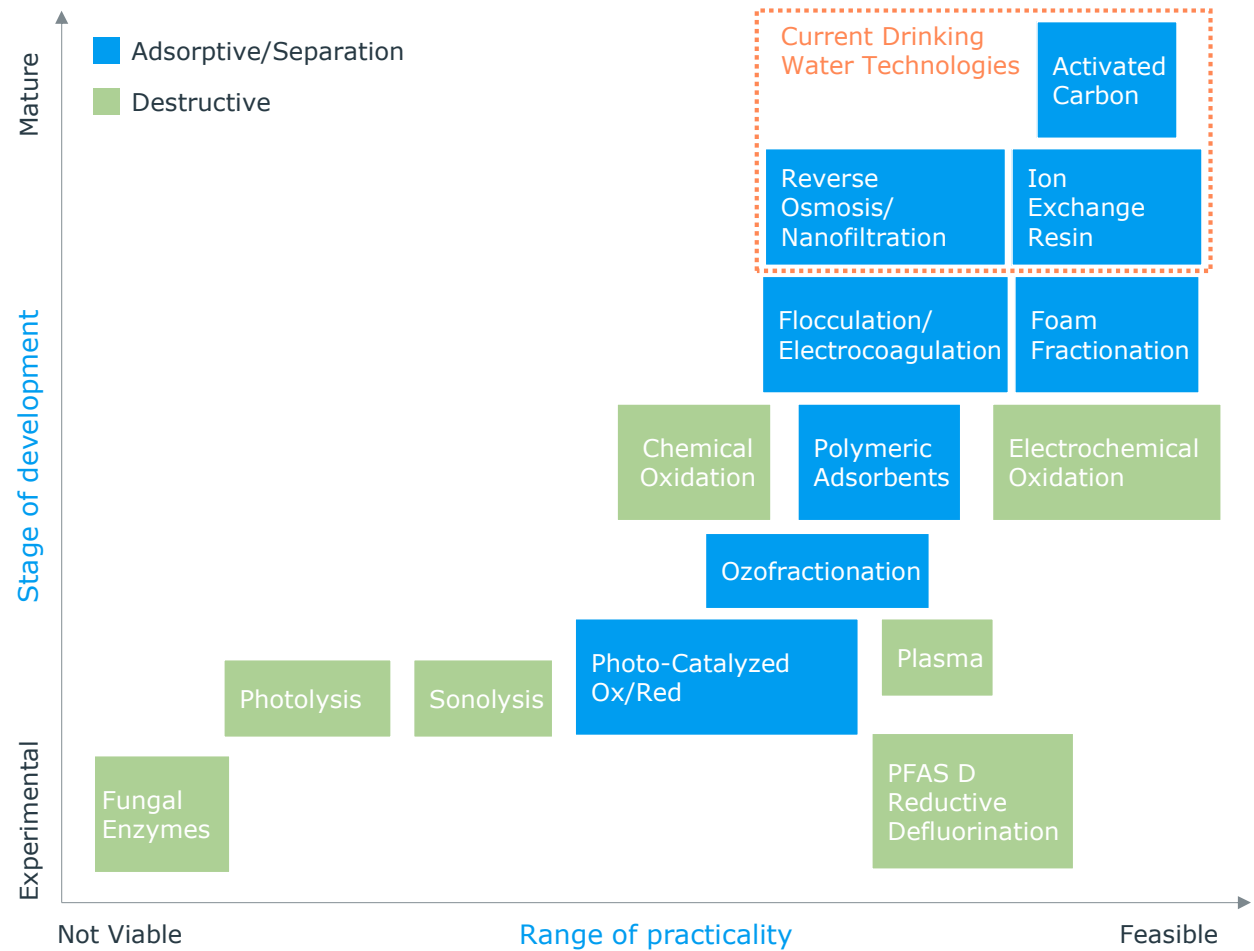 Mature
Stage of development
Experimental
Adsorptive/Separation
Destructive
Current Drinking
Water Technologies
Activated
Carbon
Reverse
Osmosis/
Nanofiltration
Ion
Exchange
Resin
Flocculation/
Electrocoagulation
Foam
Fractionation
Chemical
Oxidation
Polymeric
Adsorbents
Electrochemical
Oxidation
Ozofractionation
Photolysis
Sonolysis
Photo-Catalyzed
Ox/Red
Plasma
Fungal
Enzymes
PFAS D
Reductive
Defluorination
Not Viable
Range of practicality
Feasible